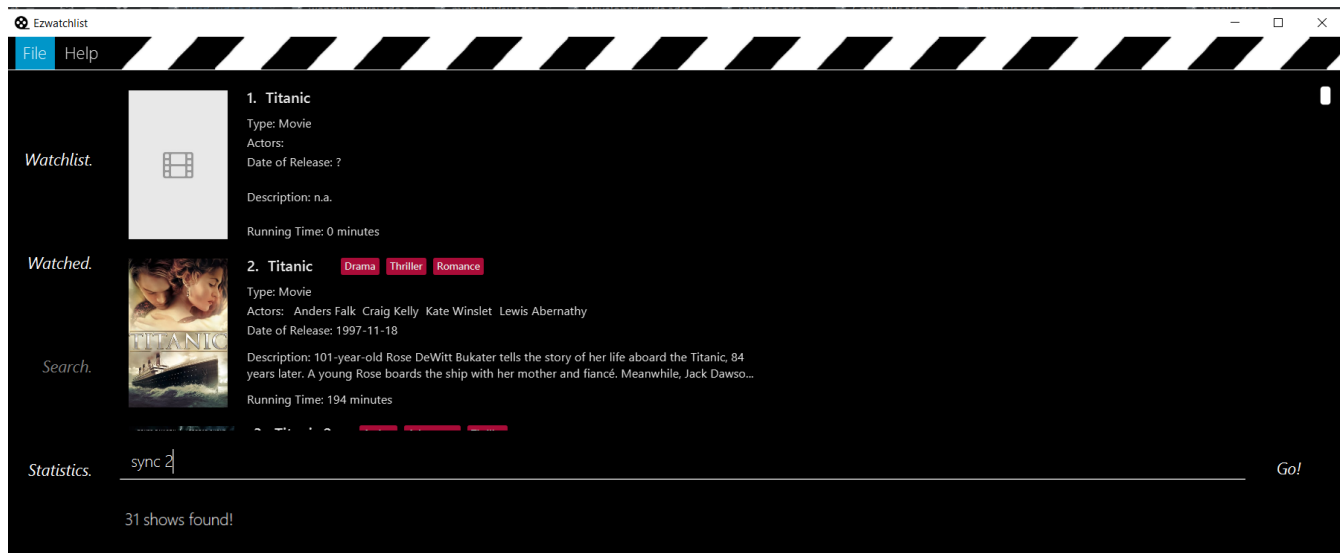 Ezwatchlist
File Help
Watchlist.
Watched.
Search.
Statistics.
1. Titanic
Type: Movie
Actors:
Date of Release: ?
Description: n.a.
Running Time: 0 minutes
TITANIC
2. Titanic Drama Thriller Romance
Type: Movie
Actors: Anders Falk Craig Kelly Kate Winslet Lewis Abernathy
Date of Release: 1997-11-18
Description: 101-year-old Rose DeWitt Bukater tells the story of her life aboard the Titanic, 84
years later. A young Rose boards the ship with her mother and fiancé. Meanwhile, Jack Dawso...
Running Time: 194 minutes
sync 2
Go!
31 shows found!